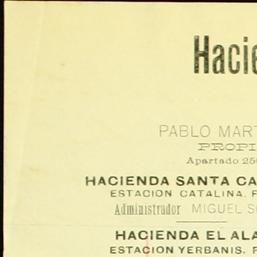 Hacie
PABLO MART
PROPI
Apartado 25
HACIENDA SANTA CA
ESTACION CATALINA. F
Administrador MIGUEL S
HACIENDA EL ALA
ESTACION YERBANIS. F